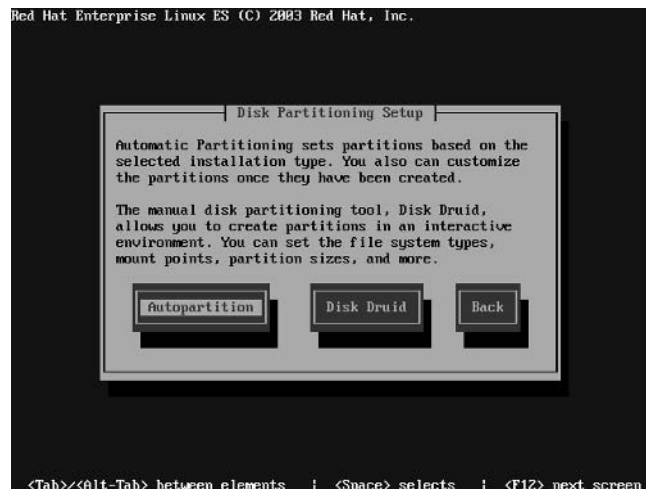 Red Hat Enterprise Linux ES (C) 2003 Red Hat, Inc.
Disk Partitioning Setup
Automatic Partitioning sets partitions based on the
selected installation type. You also can customize
the partitions once they have been created.
The manual disk partitioning tool, Disk Druid,
allows you to create partitions in an interactive
environment. You can set the file system types,
mount points, partition sizes, and more.
Autopartition Disk Druid Back
<Tab>/<Alt-Tab> between elements | <Space> selects | <F12> next screen